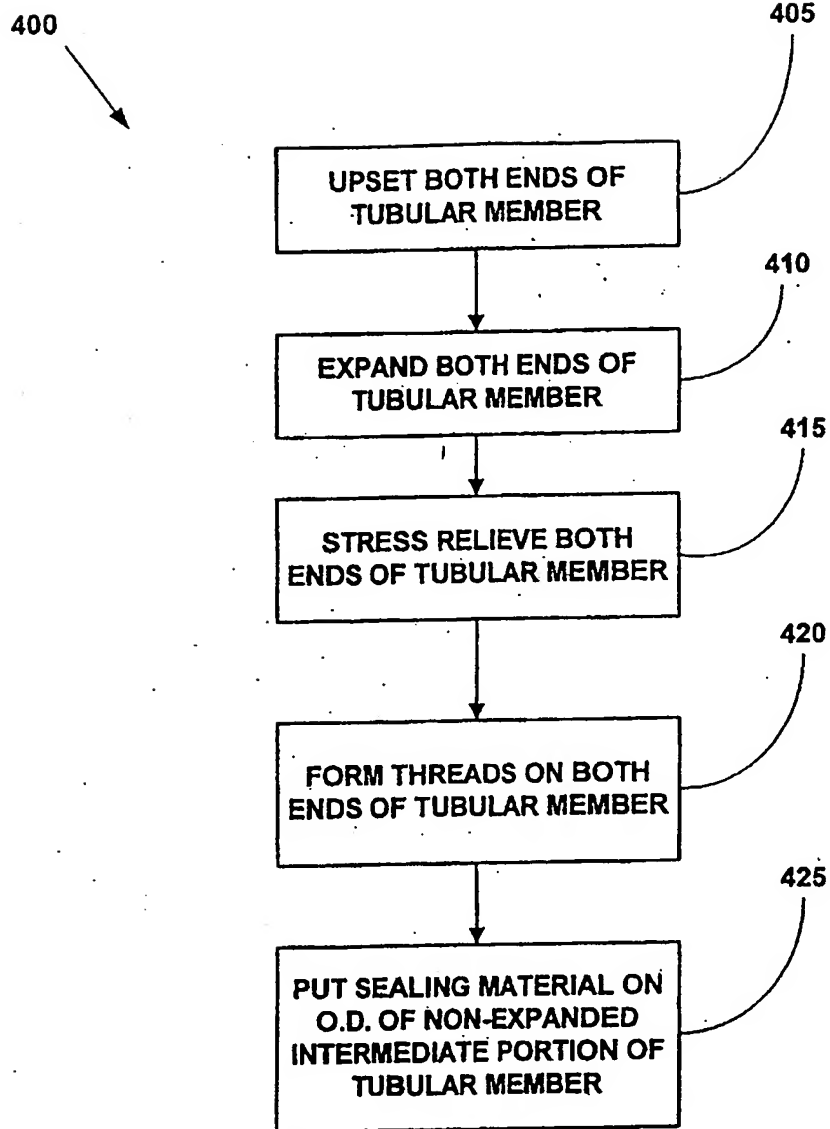 400
405
UPSET BOTH ENDS OF
TUBULAR MEMBER
410
EXPAND BOTH ENDS OF
TUBULAR MEMBER
415
STRESS RELIEVE BOTH
ENDS OF TUBULAR MEMBER
420
FORM THREADS ON BOTH
ENDS OF TUBULAR MEMBER
425
PUT SEALING MATERIAL ON
O.D. OF NON-EXPANDED
INTERMEDIATE PORTION OF
TUBULAR MEMBER